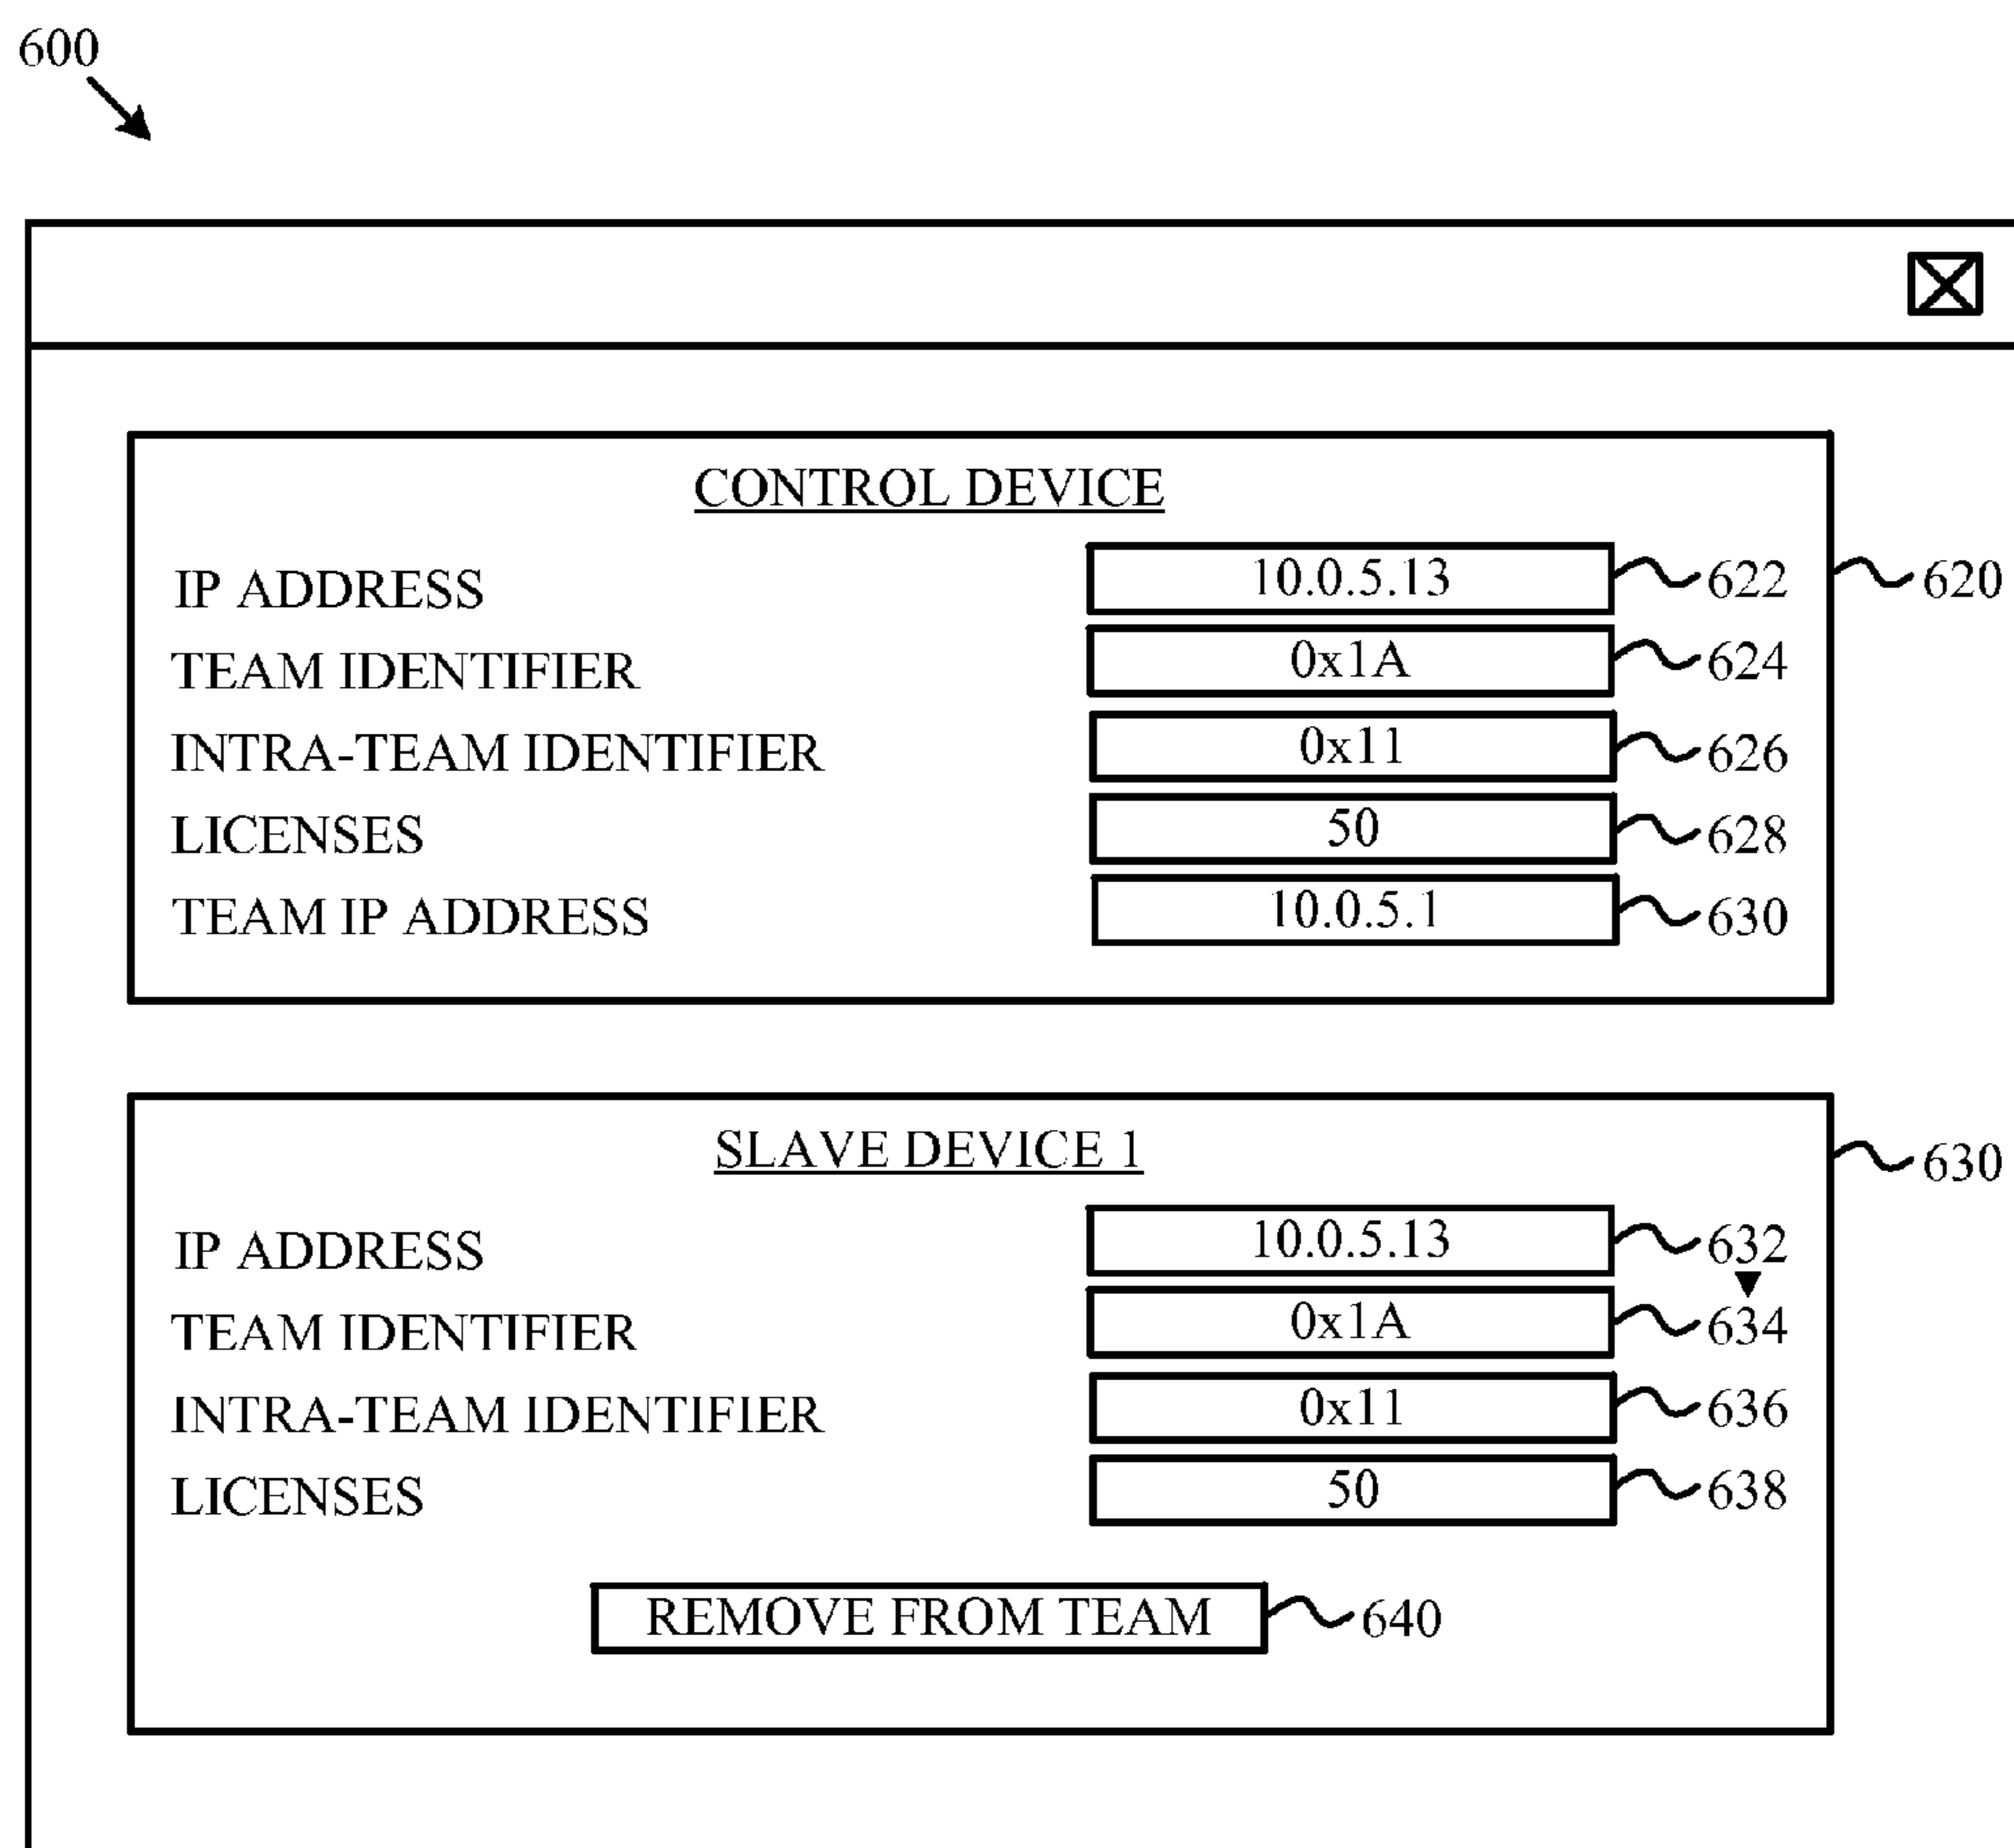 600
CONTROL DEVICE
IP ADDRESS 10.0.5.13 622 620
TEAM IDENTIFIER 0x1A 624
INTRA-TEAM IDENTIFIER 0x11 626
LICENSES 50 628
TEAM IP ADDRESS 10.0.5.1 630
SLAVE DEVICE 1 630
IP ADDRESS 10.0.5.13 632
TEAM IDENTIFIER 0x1A 634
INTRA-TEAM IDENTIFIER 0x11 636
LICENSES 50 638
REMOVE FROM TEAM 640